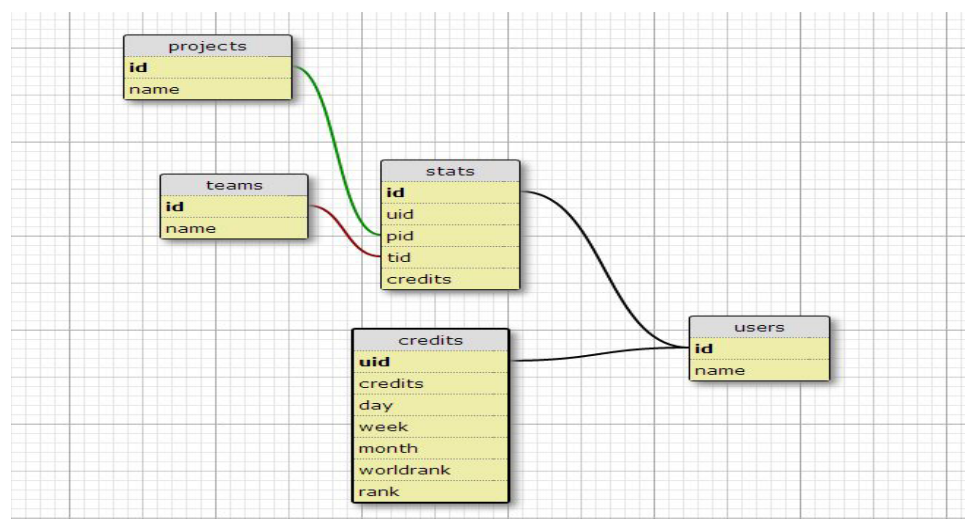 projects
id
name
teams
id
name
stats
id
uid
pid
tid
credits
credits
uid
credits
day
week
month
worldrank
rank
users
id
name